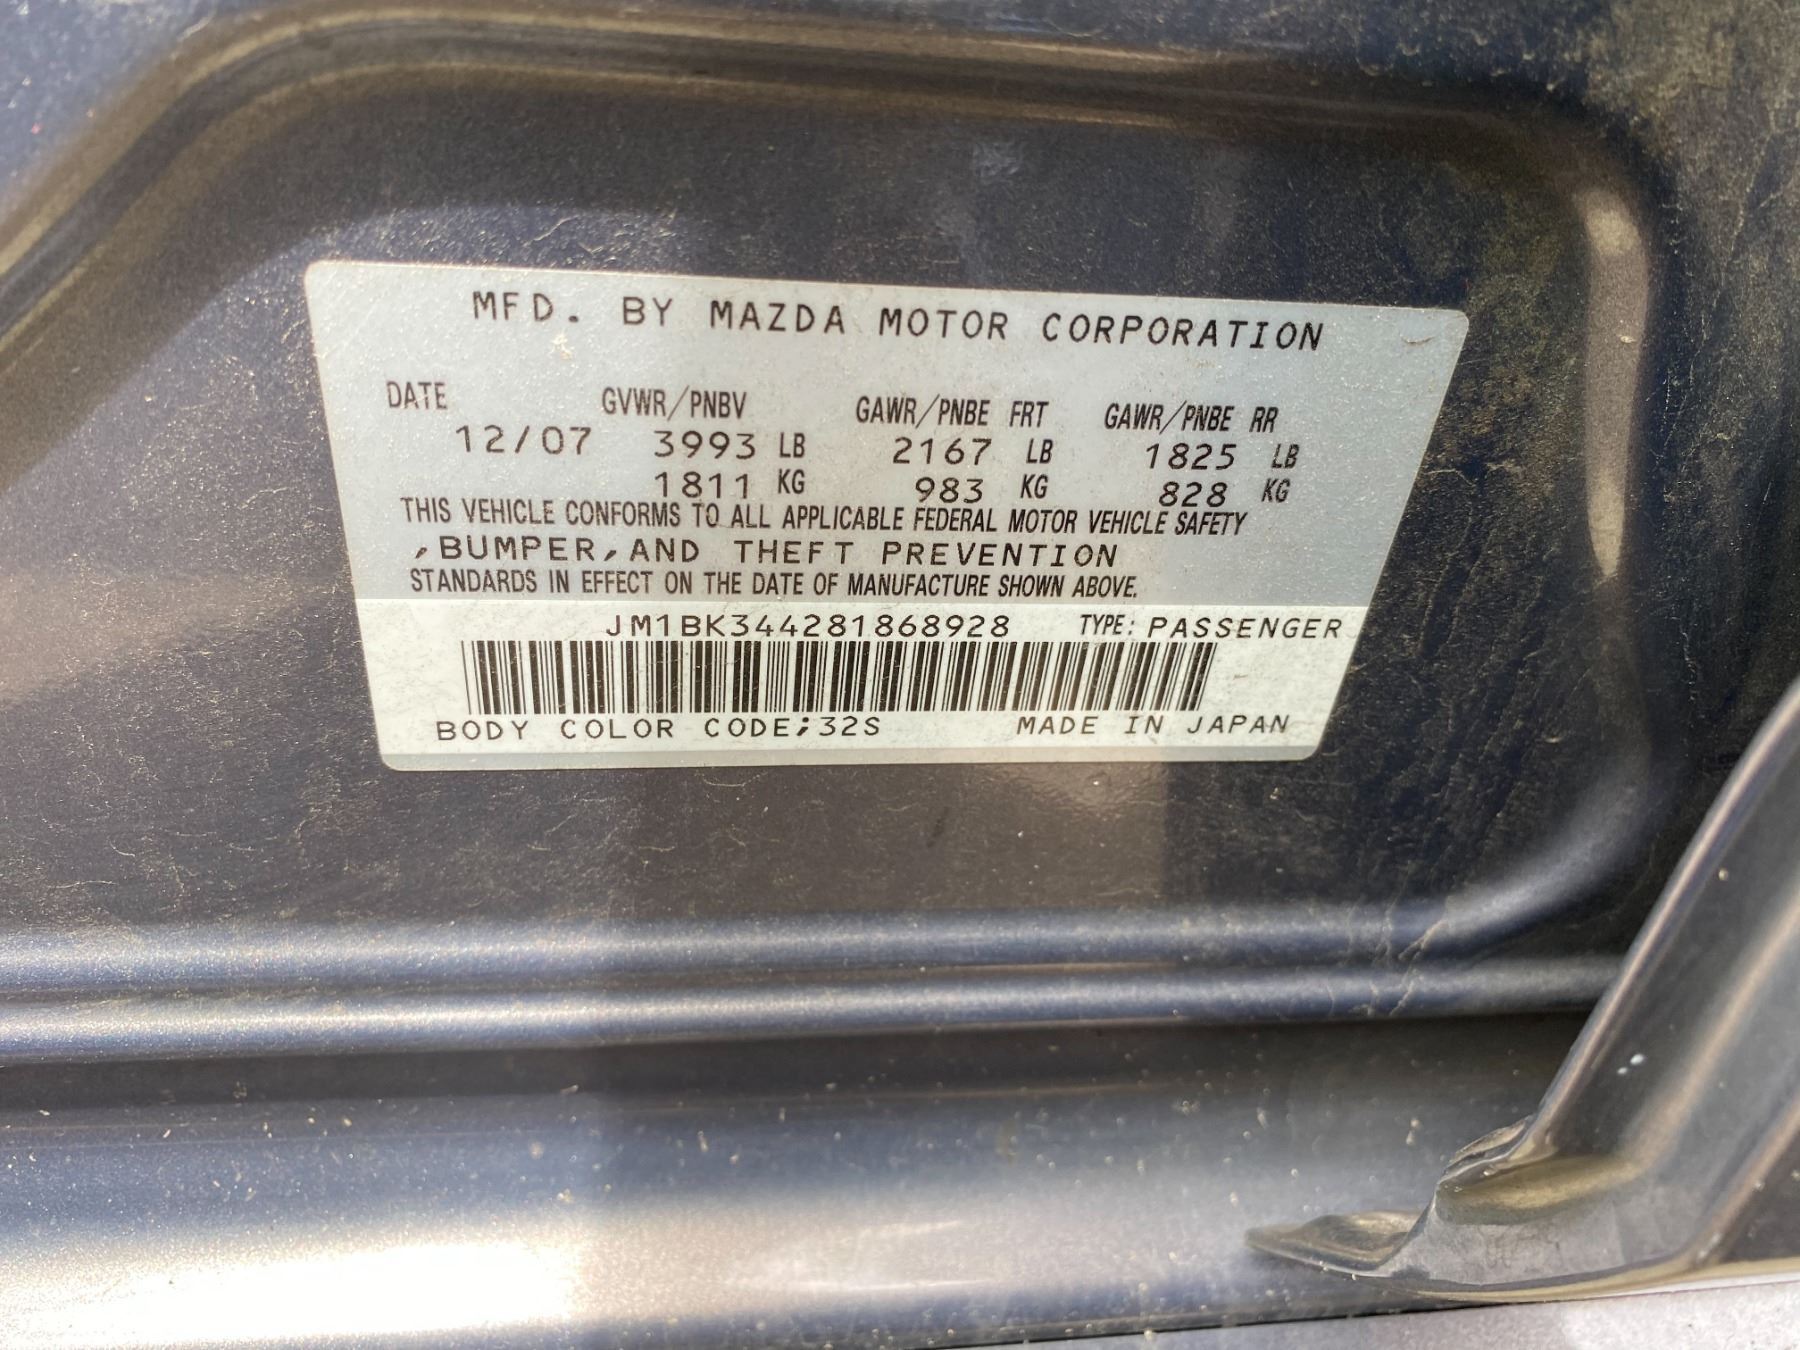 MFD. BY MAZDA MOTOR CORPORATION
DATE GVWR/PNBV GAWR/PNBE FRT GAWR/PNBE RR
12/07 3993 LB 2167 LB 1825 LB
1811 KG 983 KG 828 KG
THIS VEHICLE CONFORMS TO ALL APPLICABLE FEDERAL MOTOR VEHICLE SAFETY
,BUMPER,AND THEFT PREVENTION
STANDARDS IN EFFECT ON THE DATE OF MANUFACTURE SHOWN ABOVE.
JM1BK344281868928 TYPE: PASSENGER
BODY COLOR CODE;32S MADE IN JAPAN